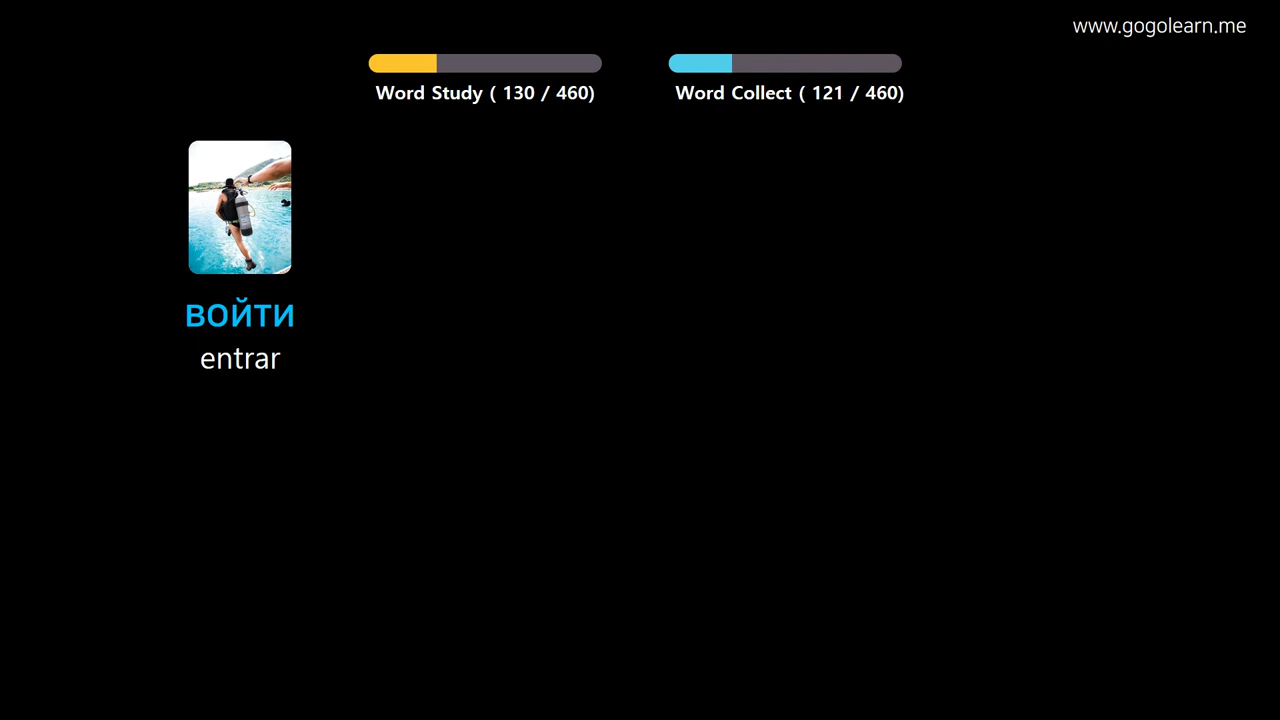 www.gogolearn.me
Word Study ( 130 / 460)
Word Collect ( 121 / 460)
войти
entrar